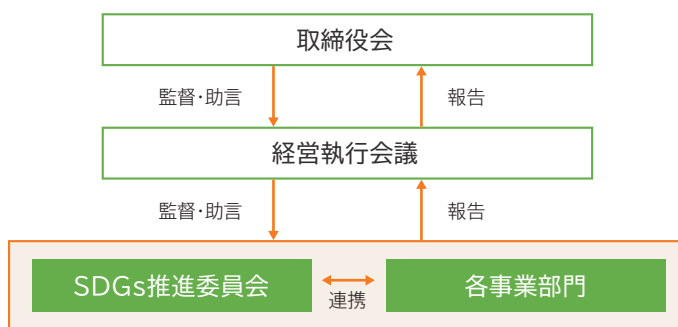 取締役会
監督･助言
報告
経営執行会議
監督･助言
報告
SDGs推進委員会
連携
各事業部門